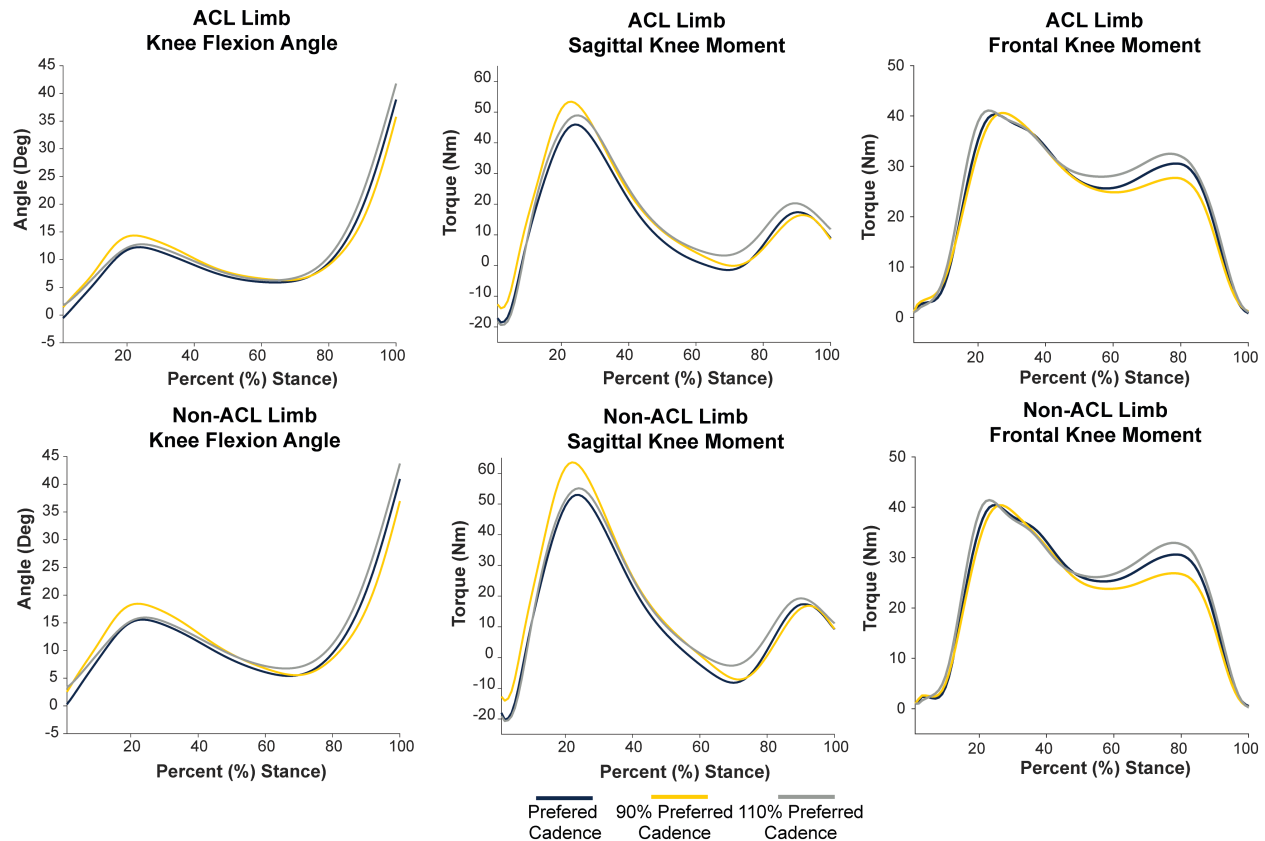 ACL Limb
Knee Flexion Angle
45
40
35
30
25
20
15
10
5
0
-5
Angle (Deg)
20
40
60
80
100
Percent (%) Stance)
ACL Limb
Sagittal Knee Moment
60
50
40
30
20
10
0
-10
-20
Torque (Nm)
20
40
60
80
100
Percent (%) Stance)
ACL Limb
Frontal Knee Moment
50
40
30
20
10
0
Torque (Nm)
20
40
60
80
100
Percent (%) Stance)
Non-ACL Limb
Knee Flexion Angle
45
40
35
30
25
20
15
10
5
0
-5
Angle (Deg)
20
40
60
80
100
Percent (%) Stance)
Non-ACL Limb
Sagittal Knee Moment
60
50
40
30
20
10
0
-10
-20
Torque (Nm)
20
40
60
80
100
Percent (%) Stance)
Non-ACL Limb
Frontal Knee Moment
50
40
30
20
10
0
Torque (Nm)
20
40
60
80
100
Percent (%) Stance)
Prefered
Cadence
90% Preferred
Cadence
110% Preferred
Cadence